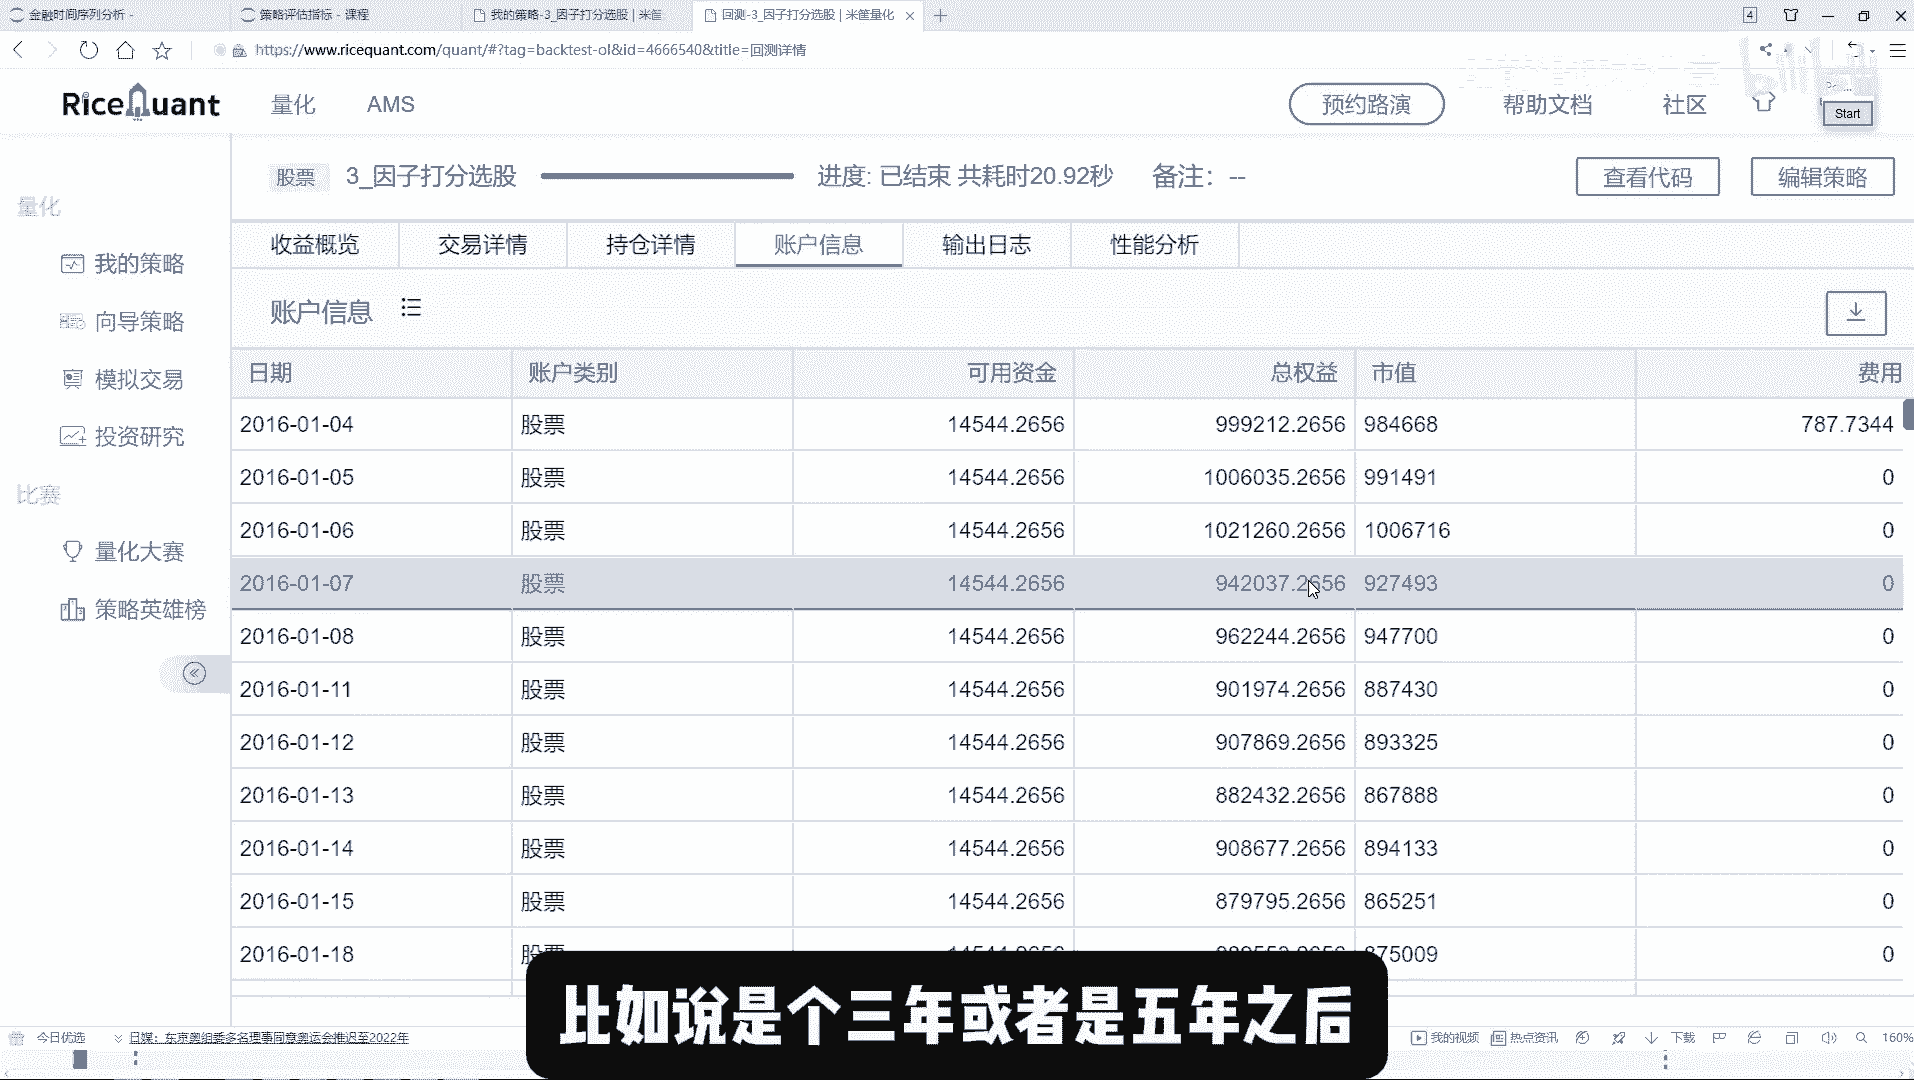 金融时间序列分析 - 策略评估指标 - 课程 我的策略-3_因子打分选股 | 米筐 回测-3_因子打分选股 | 米筐量化 4
https://www.ricequant.com/quant/#?tag=backtest-ol&id=4666540&title=回测详情
RiceQuant 量化 AMS 预约路演 帮助文档 社区 Start
股票 3_因子打分选股 进度: 已结束 共耗时20.92秒 备注: -- 查看代码 编辑策略
量化
我的策略
向导策略
模拟交易
投资研究
比赛
量化大赛
策略英雄榜
收益概览 交易详情 持仓详情 账户信息 输出日志 性能分析
账户信息
日期 账户类别 可用资金 总权益 市值 费用
2016-01-04 股票 14544.2656 999212.2656 984668 787.7344
2016-01-05 股票 14544.2656 1006035.2656 991491 0
2016-01-06 股票 14544.2656 1021260.2656 1006716 0
2016-01-07 股票 14544.2656 942037.2656 927493 0
2016-01-08 股票 14544.2656 962244.2656 947700 0
2016-01-11 股票 14544.2656 901974.2656 887430 0
2016-01-12 股票 14544.2656 907869.2656 893325 0
2016-01-13 股票 14544.2656 882432.2656 867888 0
2016-01-14 股票 14544.2656 908677.2656 894133 0
2016-01-15 股票 14544.2656 879795.2656 865251 0
2016-01-18 股票 14544.2656 889553.2656 875009 0
比如说是个三年或者是五年之后
今日优选 日媒：东京奥组委多名理事同意奥运会推迟至2022年 我的视频 热点资讯 下载 160%